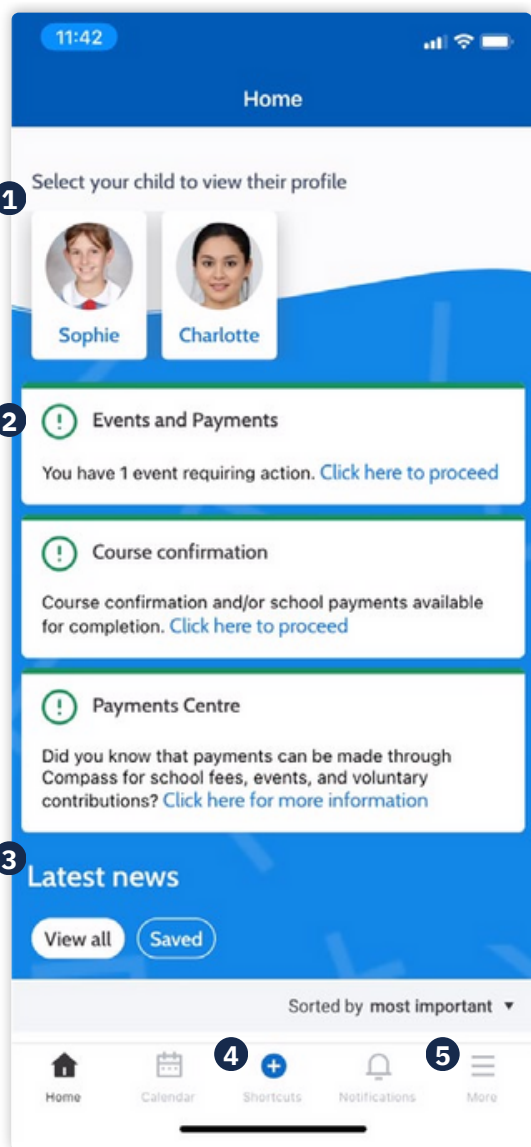 11:42
Home
1
Select your child to view their profile
Sophie Charlotte
2
Events and Payments
You have 1 event requiring action. Click here to proceed
Course confirmation
Course confirmation and/or school payments available
for completion. Click here to proceed
Payments Centre
Did you know that payments can be made through
Compass for school fees, events, and voluntary
contributions? Click here for more information
3
Latest news
View all Saved
Sorted by most important
4 5
Home Calendar Shortcuts Notifications More